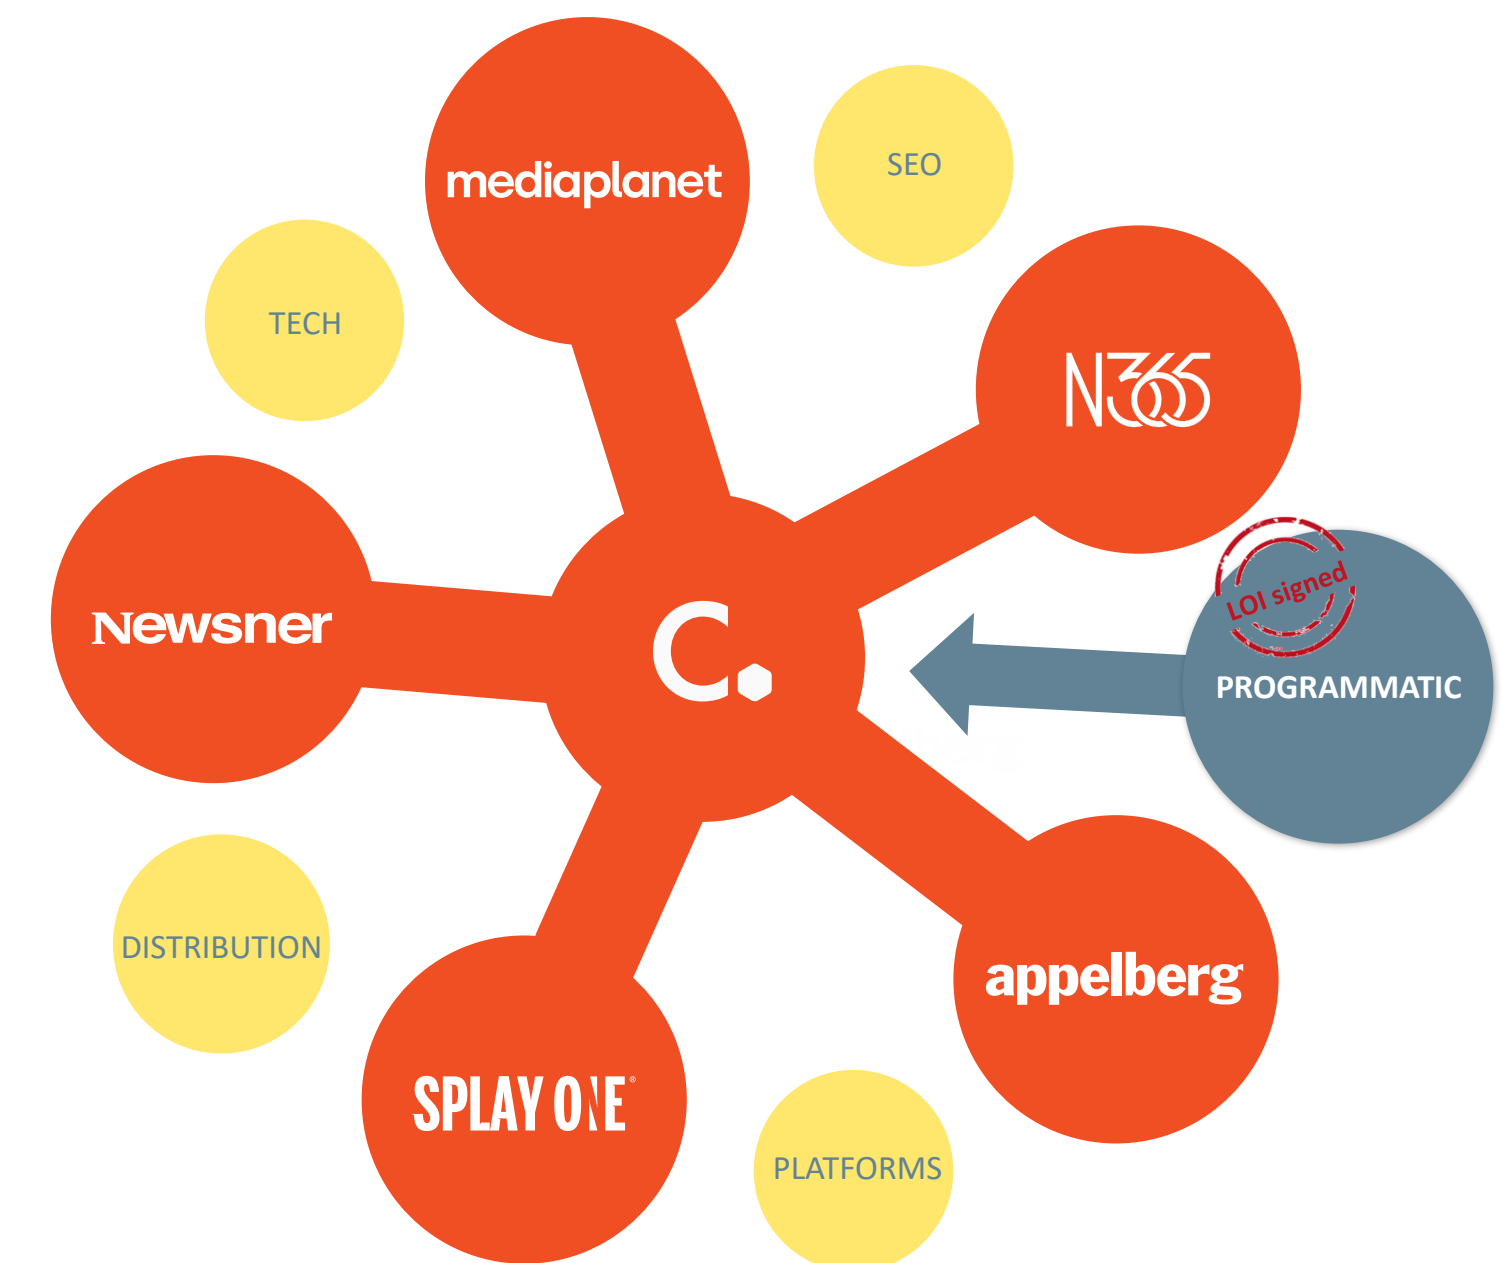 mediaplanet
SEO
TECH
N365
LOI signed
Newsner
C.
PROGRAMMATIC
DISTRIBUTION
appelberg
SPLAY ONE®
PLATFORMS